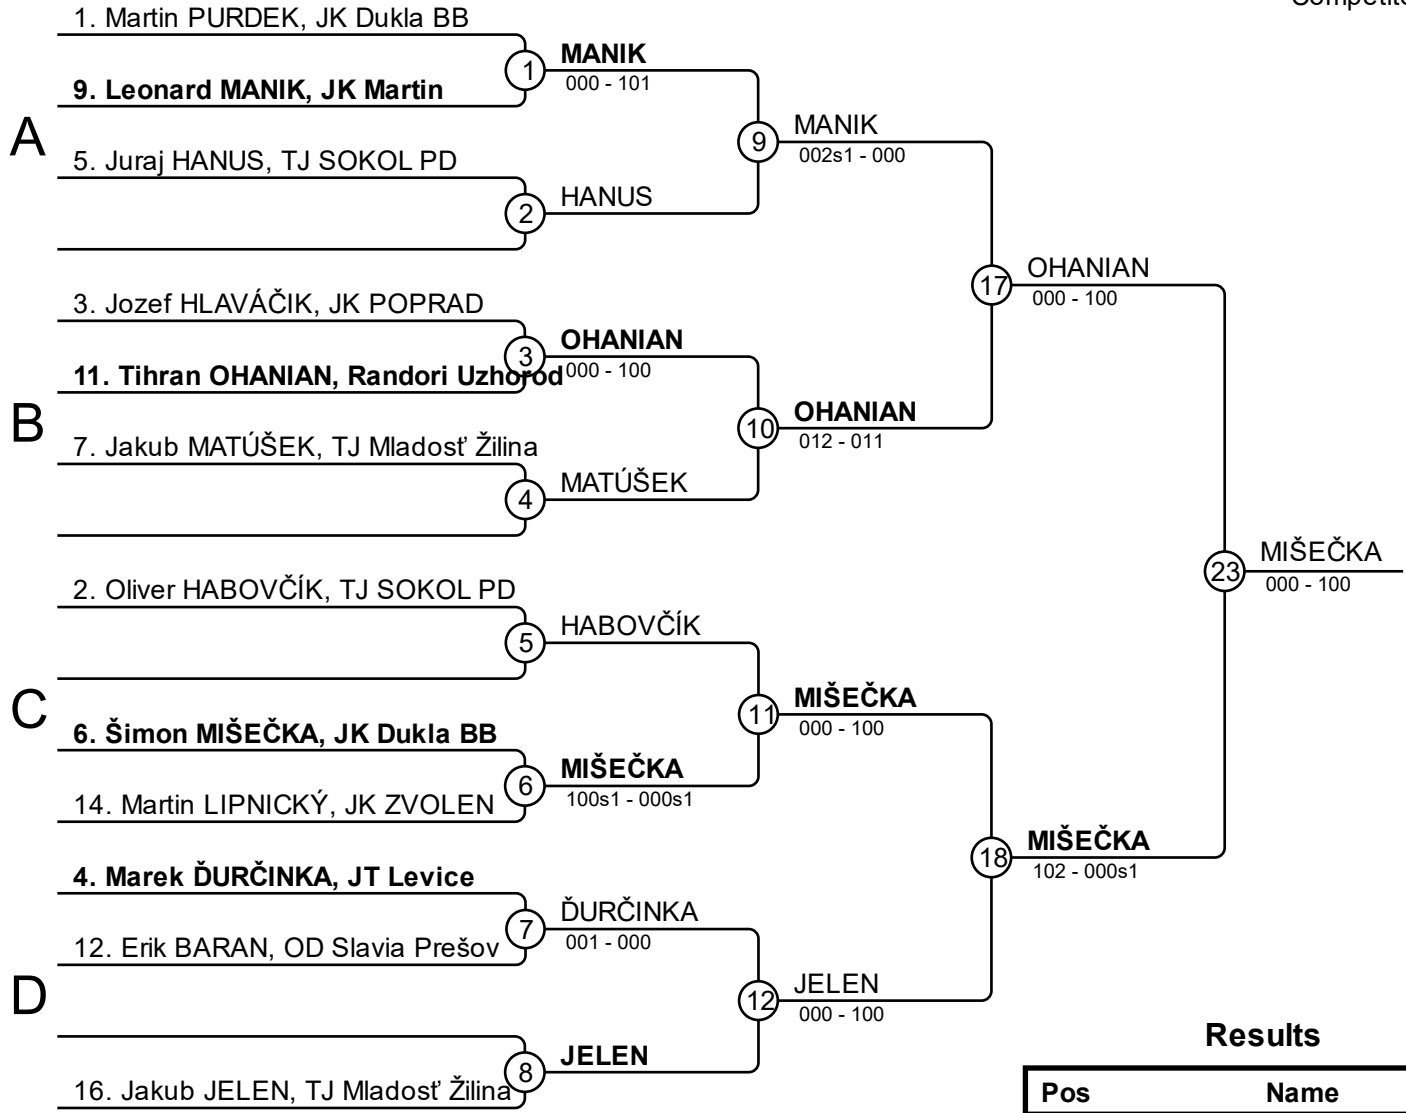 Competito
1. Martin PURDEK, JK Dukla BB
1
MANIK
000 - 101
9. Leonard MANIK, JK Martin
A
9
MANIK
002s1 - 000
5. Juraj HANUS, TJ SOKOL PD
2
HANUS
17
OHANIAN
000 - 100
3. Jozef HLAVÁČIK, JK POPRAD
3
OHANIAN
000 - 100
11. Tihran OHANIAN, Randori Uzhorod
B
10
OHANIAN
012 - 011
7. Jakub MATÚŠEK, TJ Mladosť Žilina
4
MATÚŠEK
23
MIŠEČKA
000 - 100
2. Oliver HABOVČÍK, TJ SOKOL PD
5
HABOVČÍK
C
11
MIŠEČKA
000 - 100
6. Šimon MIŠEČKA, JK Dukla BB
6
MIŠEČKA
100s1 - 000s1
14. Martin LIPNICKÝ, JK ZVOLEN
18
MIŠEČKA
102 - 000s1
4. Marek ĎURČINKA, JT Levice
7
ĎURČINKA
001 - 000
12. Erik BARAN, OD Slavia Prešov
D
12
JELEN
000 - 100
8
JELEN
16. Jakub JELEN, TJ Mladosť Žilina
Results
Pos Name